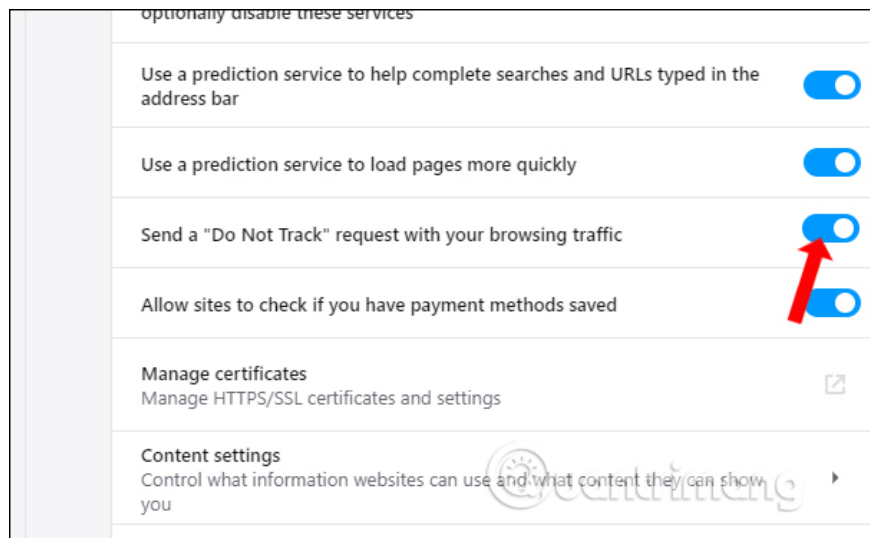 optionally disable these services
Use a prediction service to help complete searches and URLs typed in the
address bar
Use a prediction service to load pages more quickly
Send a "Do Not Track" request with your browsing traffic
Allow sites to check if you have payment methods saved
Manage certificates
Manage HTTPS/SSL certificates and settings
Content settings
Control what information websites can use and what content they can show
you
uantrimang